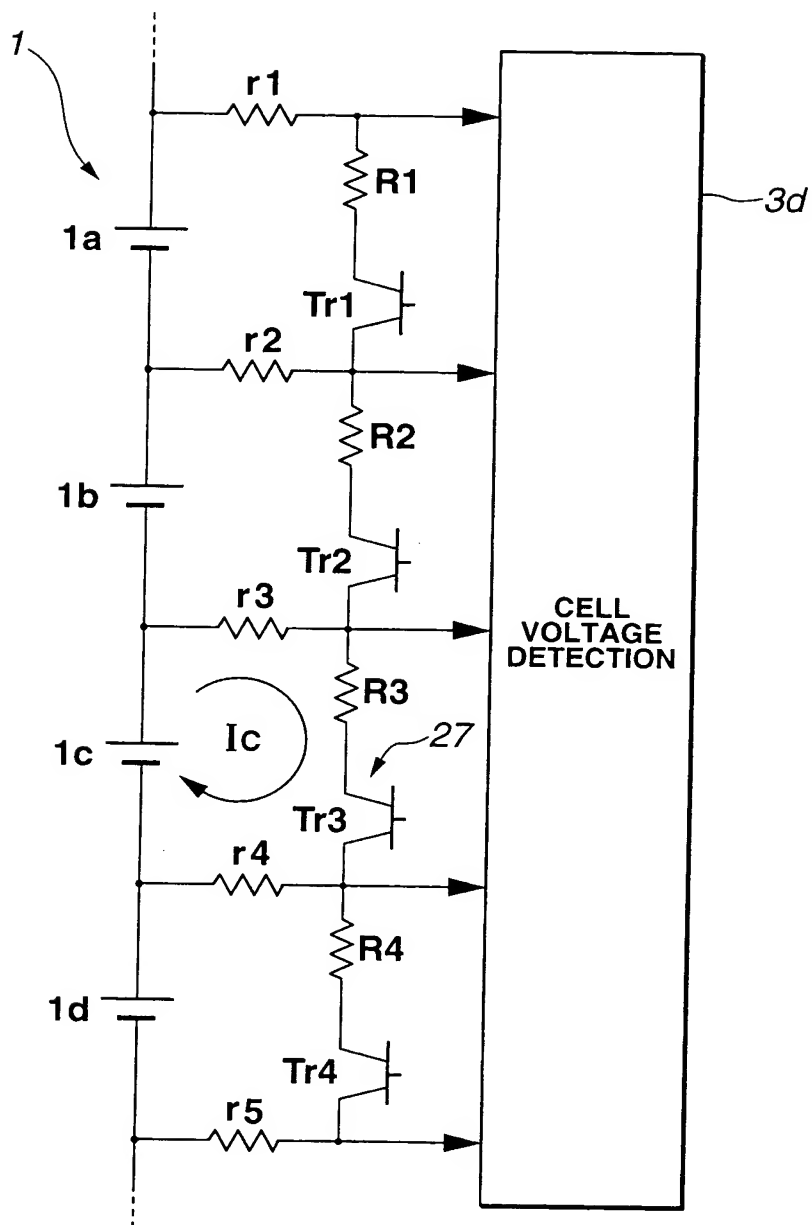 1
r1
R1
3d
1a
Tr1
r2
R2
1b
Tr2
r3
CELL
VOLTAGE
DETECTION
R3
Ic
27
1c
Tr3
r4
R4
1d
Tr4
r5